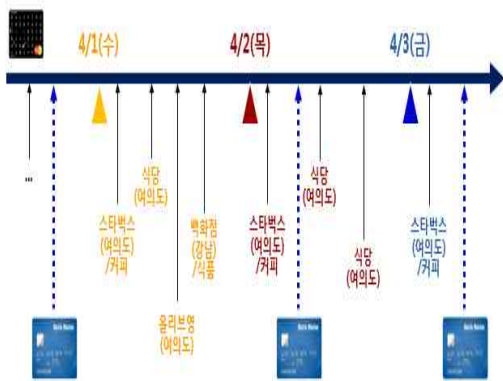 4/1(수)
4/2(목)
4/3(금)
...
스타벅스
(여의도)
/커피
식당
(여의도)
올리브영
(여의도)
백화점
(강남)
/식품
스타벅스
(여의도)
/커피
식당
(여의도)
식당
(여의도)
스타벅스
(여의도)
/커피